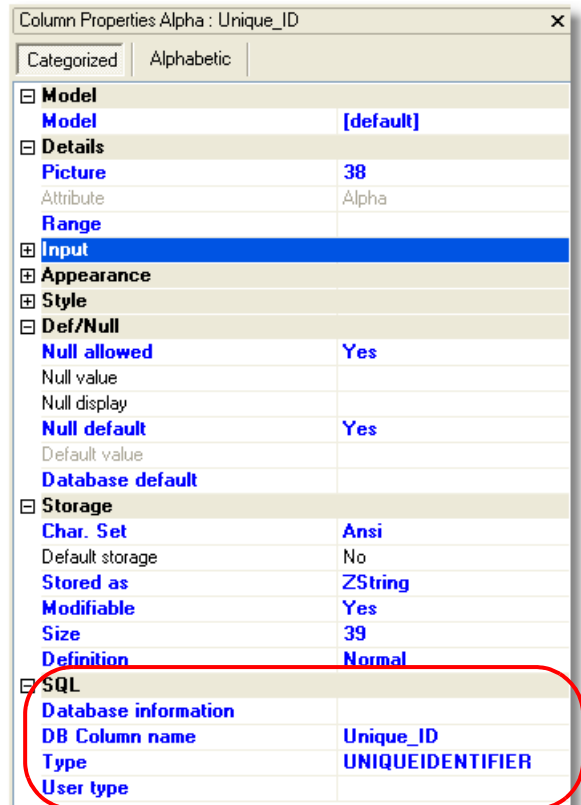 Column Properties Alpha : Unique_ID
Categorized Alphabetic
Model
Model [default]
Details
Picture 38
Attribute Alpha
Range
Input
Appearance
Style
Def/Null
Null allowed Yes
Null value
Null display
Null default Yes
Default value
Database default
Storage
Char. Set Ansi
Default storage No
Stored as ZString
Modifiable Yes
Size 39
Definition Normal
SQL
Database information
DB Column name Unique_ID
Type UNIQUEIDENTIFIER
User type